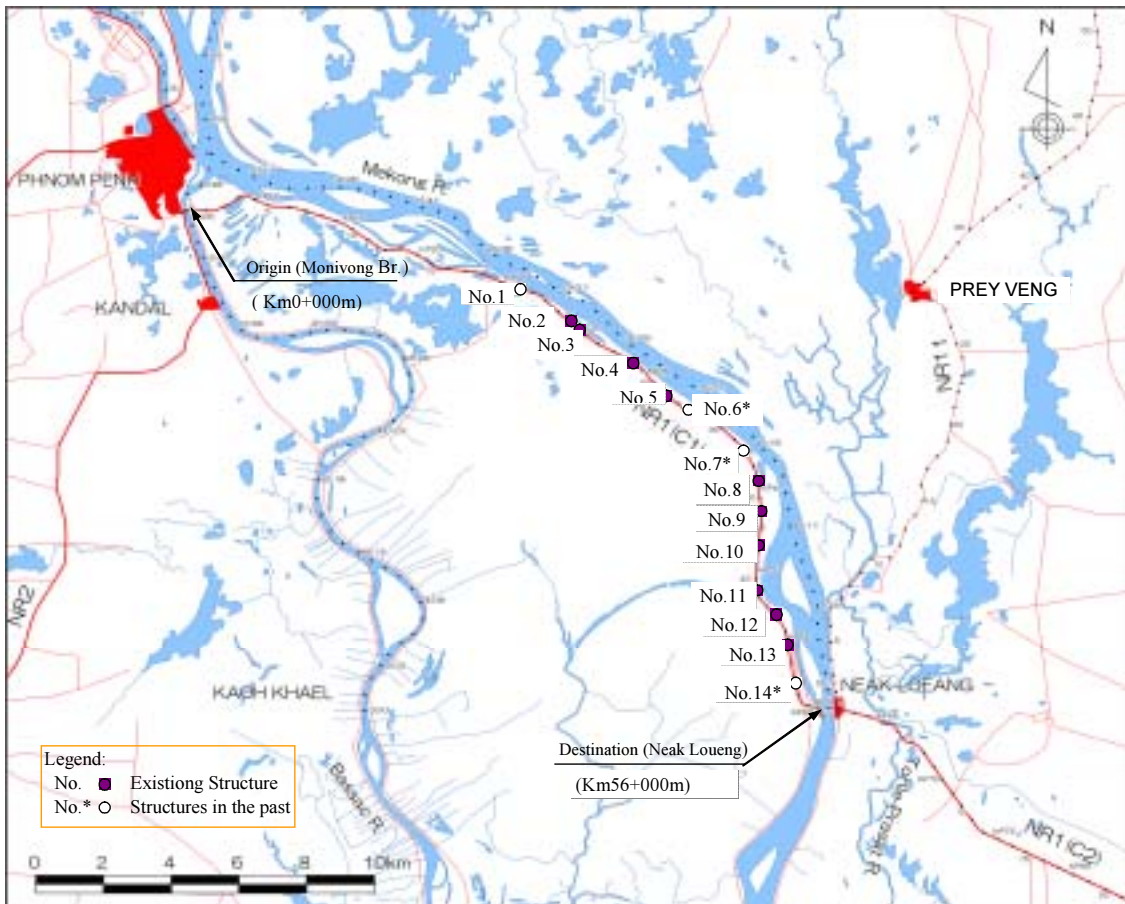 N
PHNOM PENH
Mekong R.
Origin (Monivong Br.)
( Km0+000m)
KANDAL
PREY VENG
NR11
No.1
No.2
No.3
No.4
No.5
No.6*
NR1(C1)
No.7*
No.8
No.9
No.10
No.11
No.12
No.13
No.14*
NR2
KAOH KHAEL
NEAK-LOEANG
Destination (Neak Loueng)
(Km56+000m)
Bassac R.
NR1(C2)
Legend:
No. Existiong Structure
No.* Structures in the past
0 2 4 6 8 10km